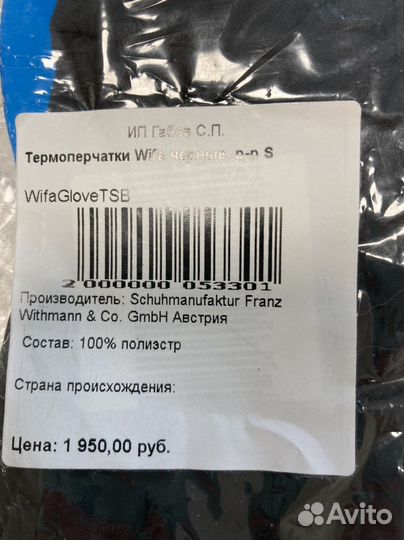 ИП Габов С.П.
Термоперчатки Wifa черные, р-р S
WifaGloveTSB
2 000000 053301
Производитель: Schuhmanufaktur Franz
Withmann & Co. GmbH Австрия
Состав: 100% полиэстр
Страна происхождения:
Цена: 1 950,00 руб.
Avito